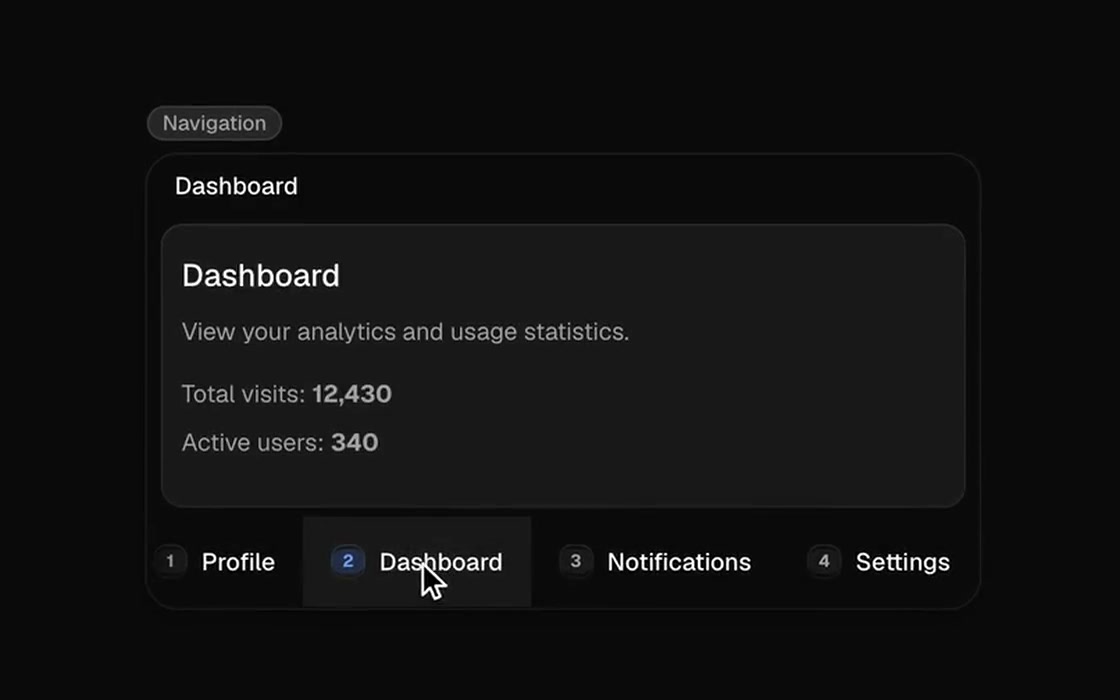 Navigation
Dashboard
Dashboard
View your analytics and usage statistics.
Total visits: 12,430
Active users: 340
1 Profile 2 Dashboard 3 Notifications 4 Settings